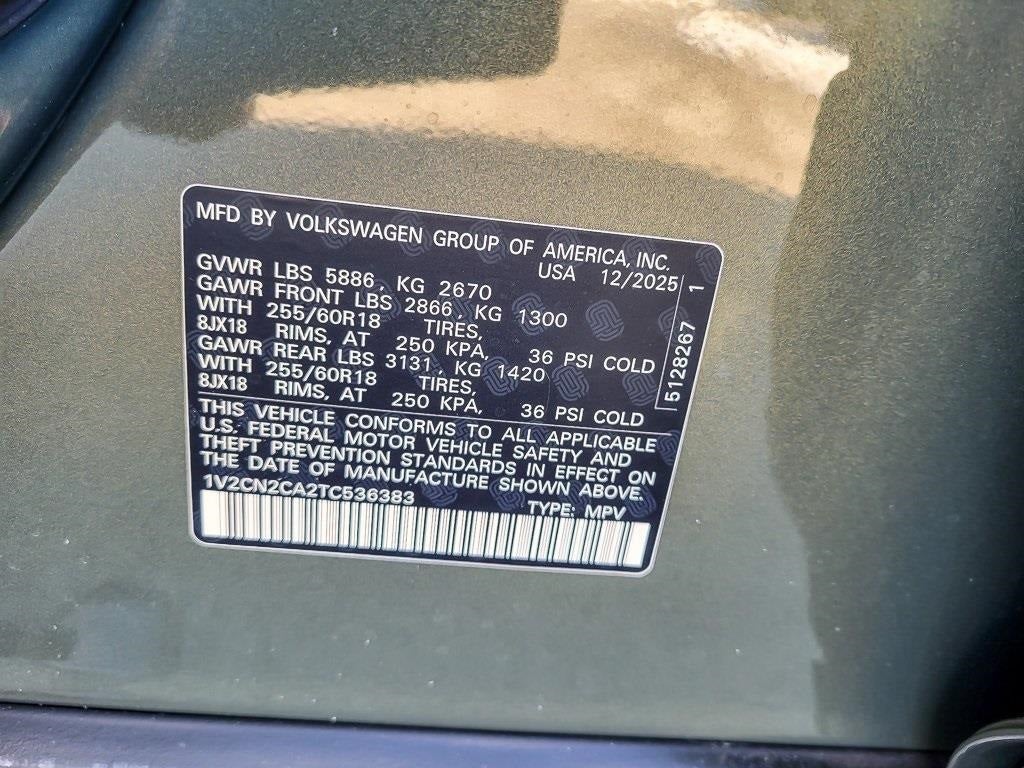 MFD BY VOLKSWAGEN GROUP OF AMERICA, INC.
USA 12/2025
GVWR LBS 5886, KG 2670
GAWR FRONT LBS 2866, KG 1300
WITH 255/60R18 TIRES,
8JX18 RIMS, AT 250 KPA, 36 PSI COLD
GAWR REAR LBS 3131, KG 1420
WITH 255/60R18 TIRES,
8JX18 RIMS, AT 250 KPA, 36 PSI COLD
5128267 1
THIS VEHICLE CONFORMS TO ALL APPLICABLE
U.S. FEDERAL MOTOR VEHICLE SAFETY AND
THEFT PREVENTION STANDARDS IN EFFECT ON
THE DATE OF MANUFACTURE SHOWN ABOVE.
1V2CN2CA2TC536383 TYPE: MPV